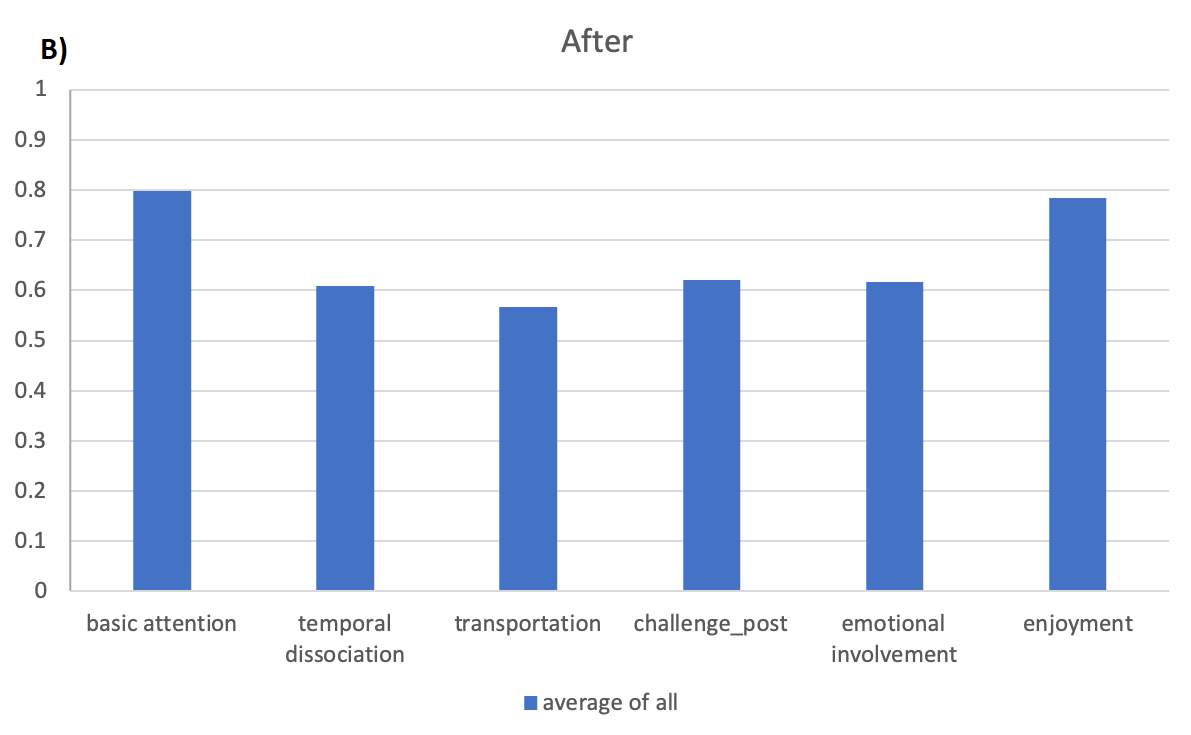 B)
After
1
0.9
0.8
0.7
0.6
0.5
0.4
0.3
0.2
0.1
0
basic attention
temporal
dissociation
transportation
challenge_post
emotional
involvement
enjoyment
average of all